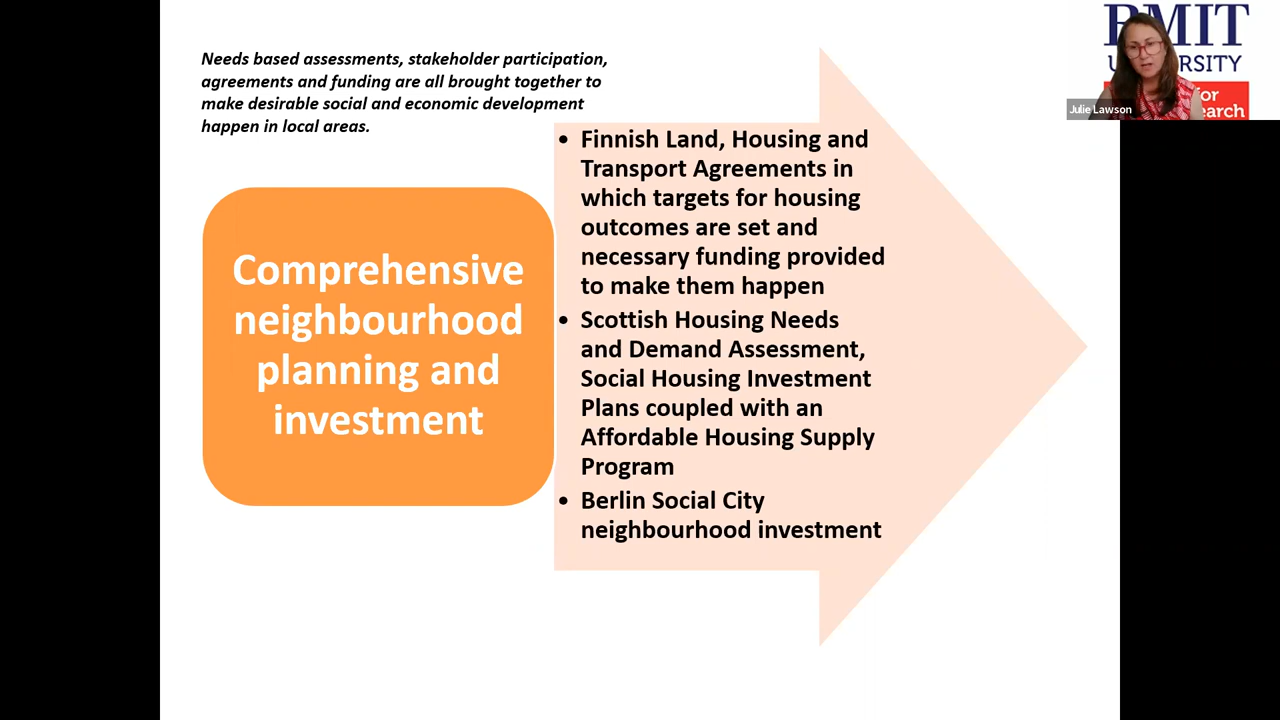 Needs based assessments, stakeholder participation,
agreements and funding are all brought together to
make desirable social and economic development
happen in local areas.
Comprehensive
neighbourhood
planning and
investment
• Finnish Land, Housing and
Transport Agreements in
which targets for housing
outcomes are set and
necessary funding provided
to make them happen
• Scottish Housing Needs
and Demand Assessment,
Social Housing Investment
Plans coupled with an
Affordable Housing Supply
Program
• Berlin Social City
neighbourhood investment
Julie Lawson